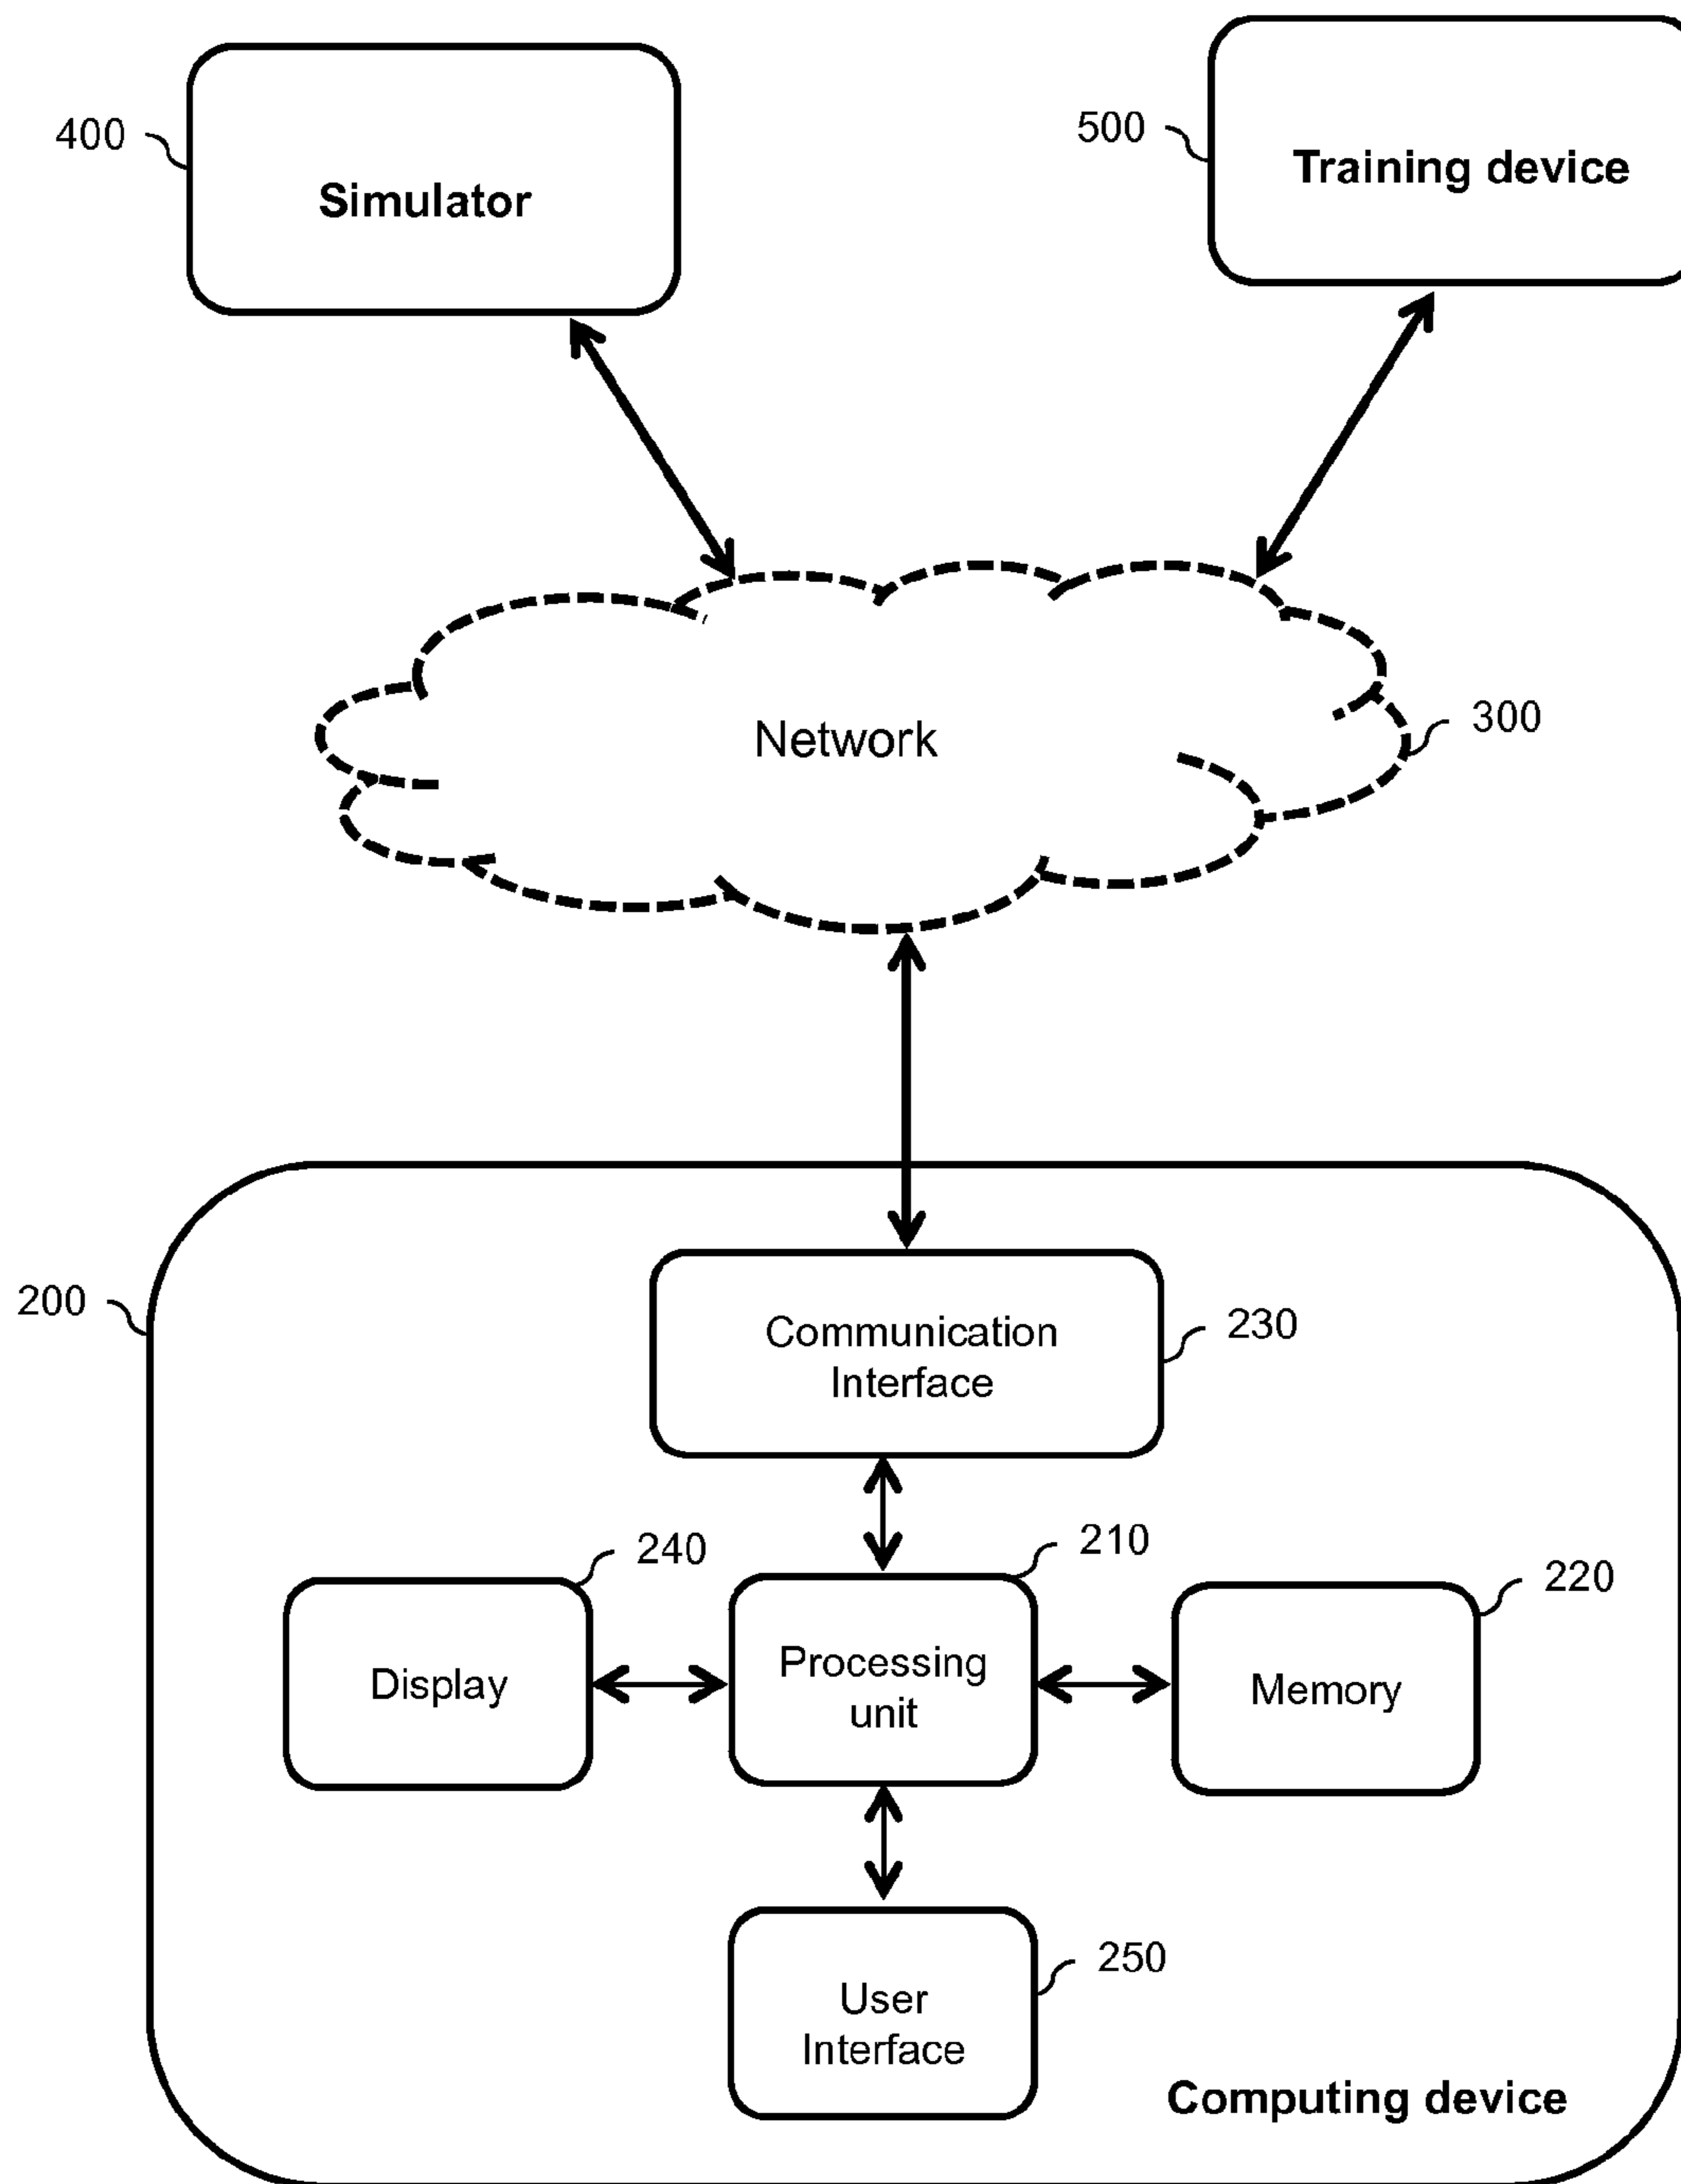 400
Simulator
500
Training device
Network
300
200
Communication
Interface
230
240
210
220
Display
Processing
unit
Memory
250
User
Interface
Computing device